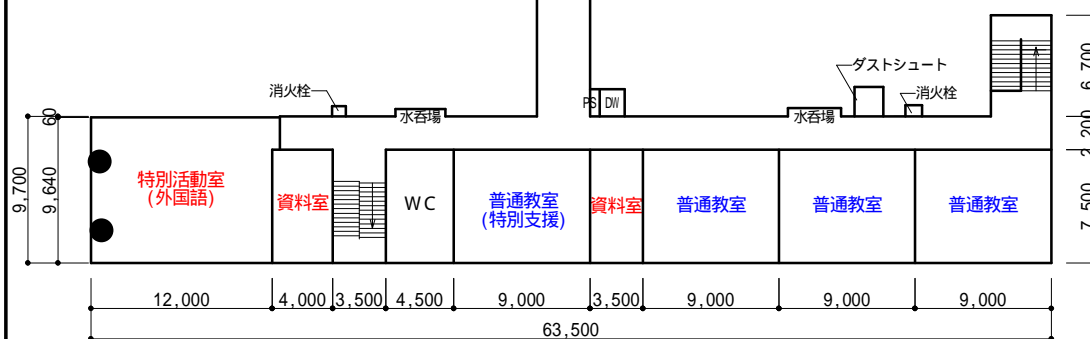 ダストシュート
消火栓
消火栓
PS
DW
水呑場
水呑場
6,700
2,200
7,500
60
9,700
9,640
特別活動室
(外国語)
資料室
WC
普通教室
(特別支援)
資料室
普通教室
普通教室
普通教室
12,000
4,000
3,500
4,500
9,000
3,500
9,000
9,000
9,000
63,500